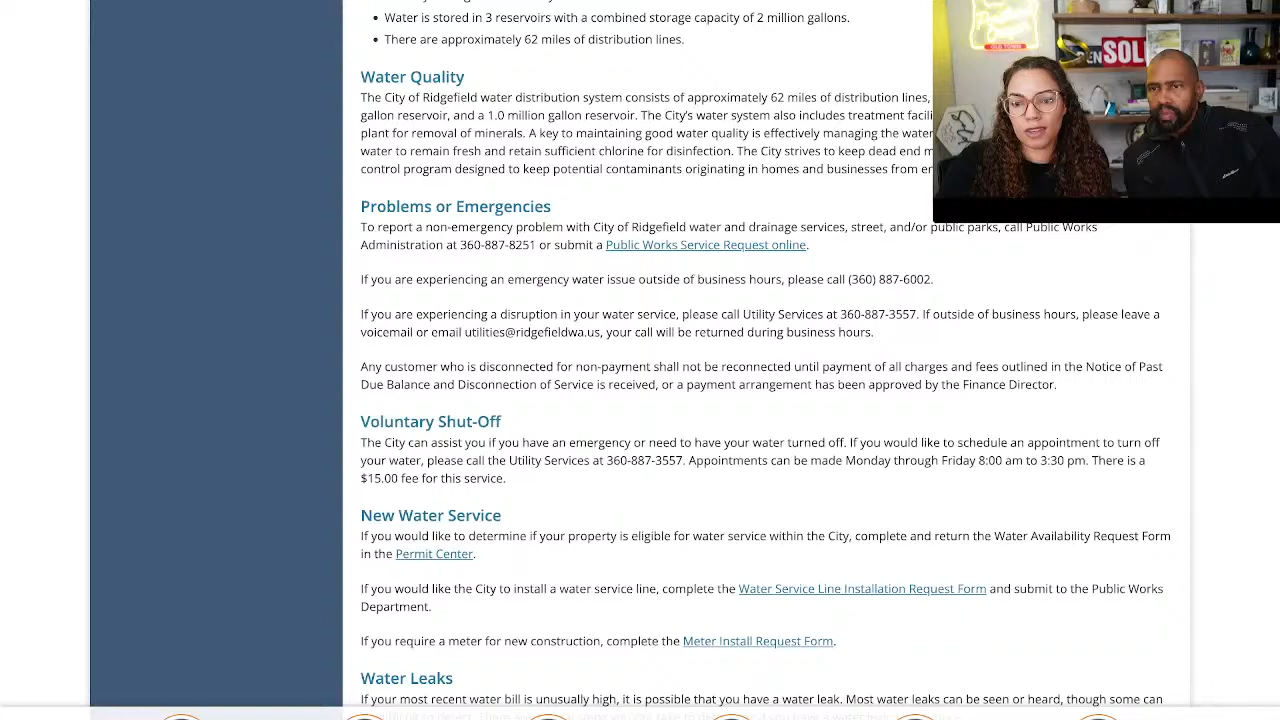 Water is stored in 3 reservoirs with a combined storage capacity of 2 million gallons.
There are approximately 62 miles of distribution lines.
Water Quality
The City of Ridgefield water distribution system consists of approximately 62 miles of distribution lines,
gallon reservoir, and a 1.0 million gallon reservoir. The City's water system also includes treatment
plant for removal of minerals. A key to maintaining good water quality is effectively managing the water
water to remain fresh and retain sufficient chlorine for disinfection. The City strives to keep dead end
control program designed to keep potential contaminants originating in homes and businesses from
Problems or Emergencies
To report a non-emergency problem with City of Ridgefield water and drainage services, street, and/or public parks, call Public Works
Administration at 360-887-8251 or submit a Public Works Service Request online.
If you are experiencing an emergency water issue outside of business hours, please call (360) 887-6002.
If you are experiencing a disruption in your water service, please call Utility Services at 360-887-3557. If outside of business hours, please leave a
voicemail or email utilities@ridgefieldwa.us, your call will be returned during business hours.
Any customer who is disconnected for non-payment shall not be reconnected until payment of all charges and fees outlined in the Notice of Past
Due Balance and Disconnection of Service is received, or a payment arrangement has been approved by the Finance Director.
Voluntary Shut-Off
The City can assist you if you have an emergency or need to have your water turned off. If you would like to schedule an appointment to turn off
your water, please call the Utility Services at 360-887-3557. Appointments can be made Monday through Friday 8:00 am to 3:30 pm. There is a
$15.00 fee for this service.
New Water Service
If you would like to determine if your property is eligible for water service within the City, complete and return the Water Availability Request Form
in the Permit Center.
If you would like the City to install a water service line, complete the Water Service Line Installation Request Form and submit to the Public Works
Department.
If you require a meter for new construction, complete the Meter Install Request Form.
Water Leaks
If your most recent water bill is unusually high, it is possible that you have a water leak. Most water leaks can be seen or heard, though some can